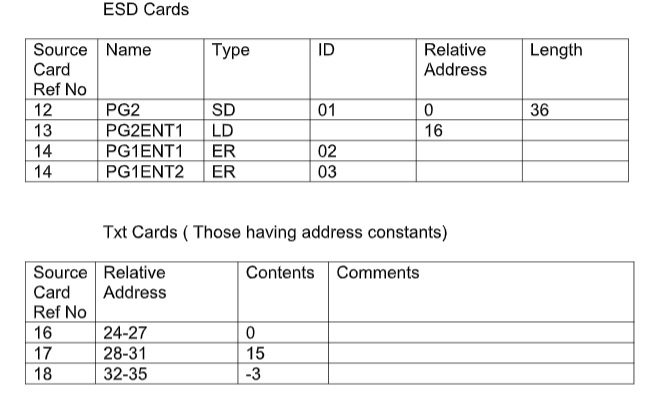 ESD Cards
Source Card Ref No Name Type ID Relative Address Length
12 PG2 SD 01 0 36
13 PG2ENT1 LD 16
14 PG1ENT1 ER 02
14 PG1ENT2 ER 03
Txt Cards ( Those having address constants)
Source Card Ref No Relative Address Contents Comments
16 24-27 0
17 28-31 15
18 32-35 -3